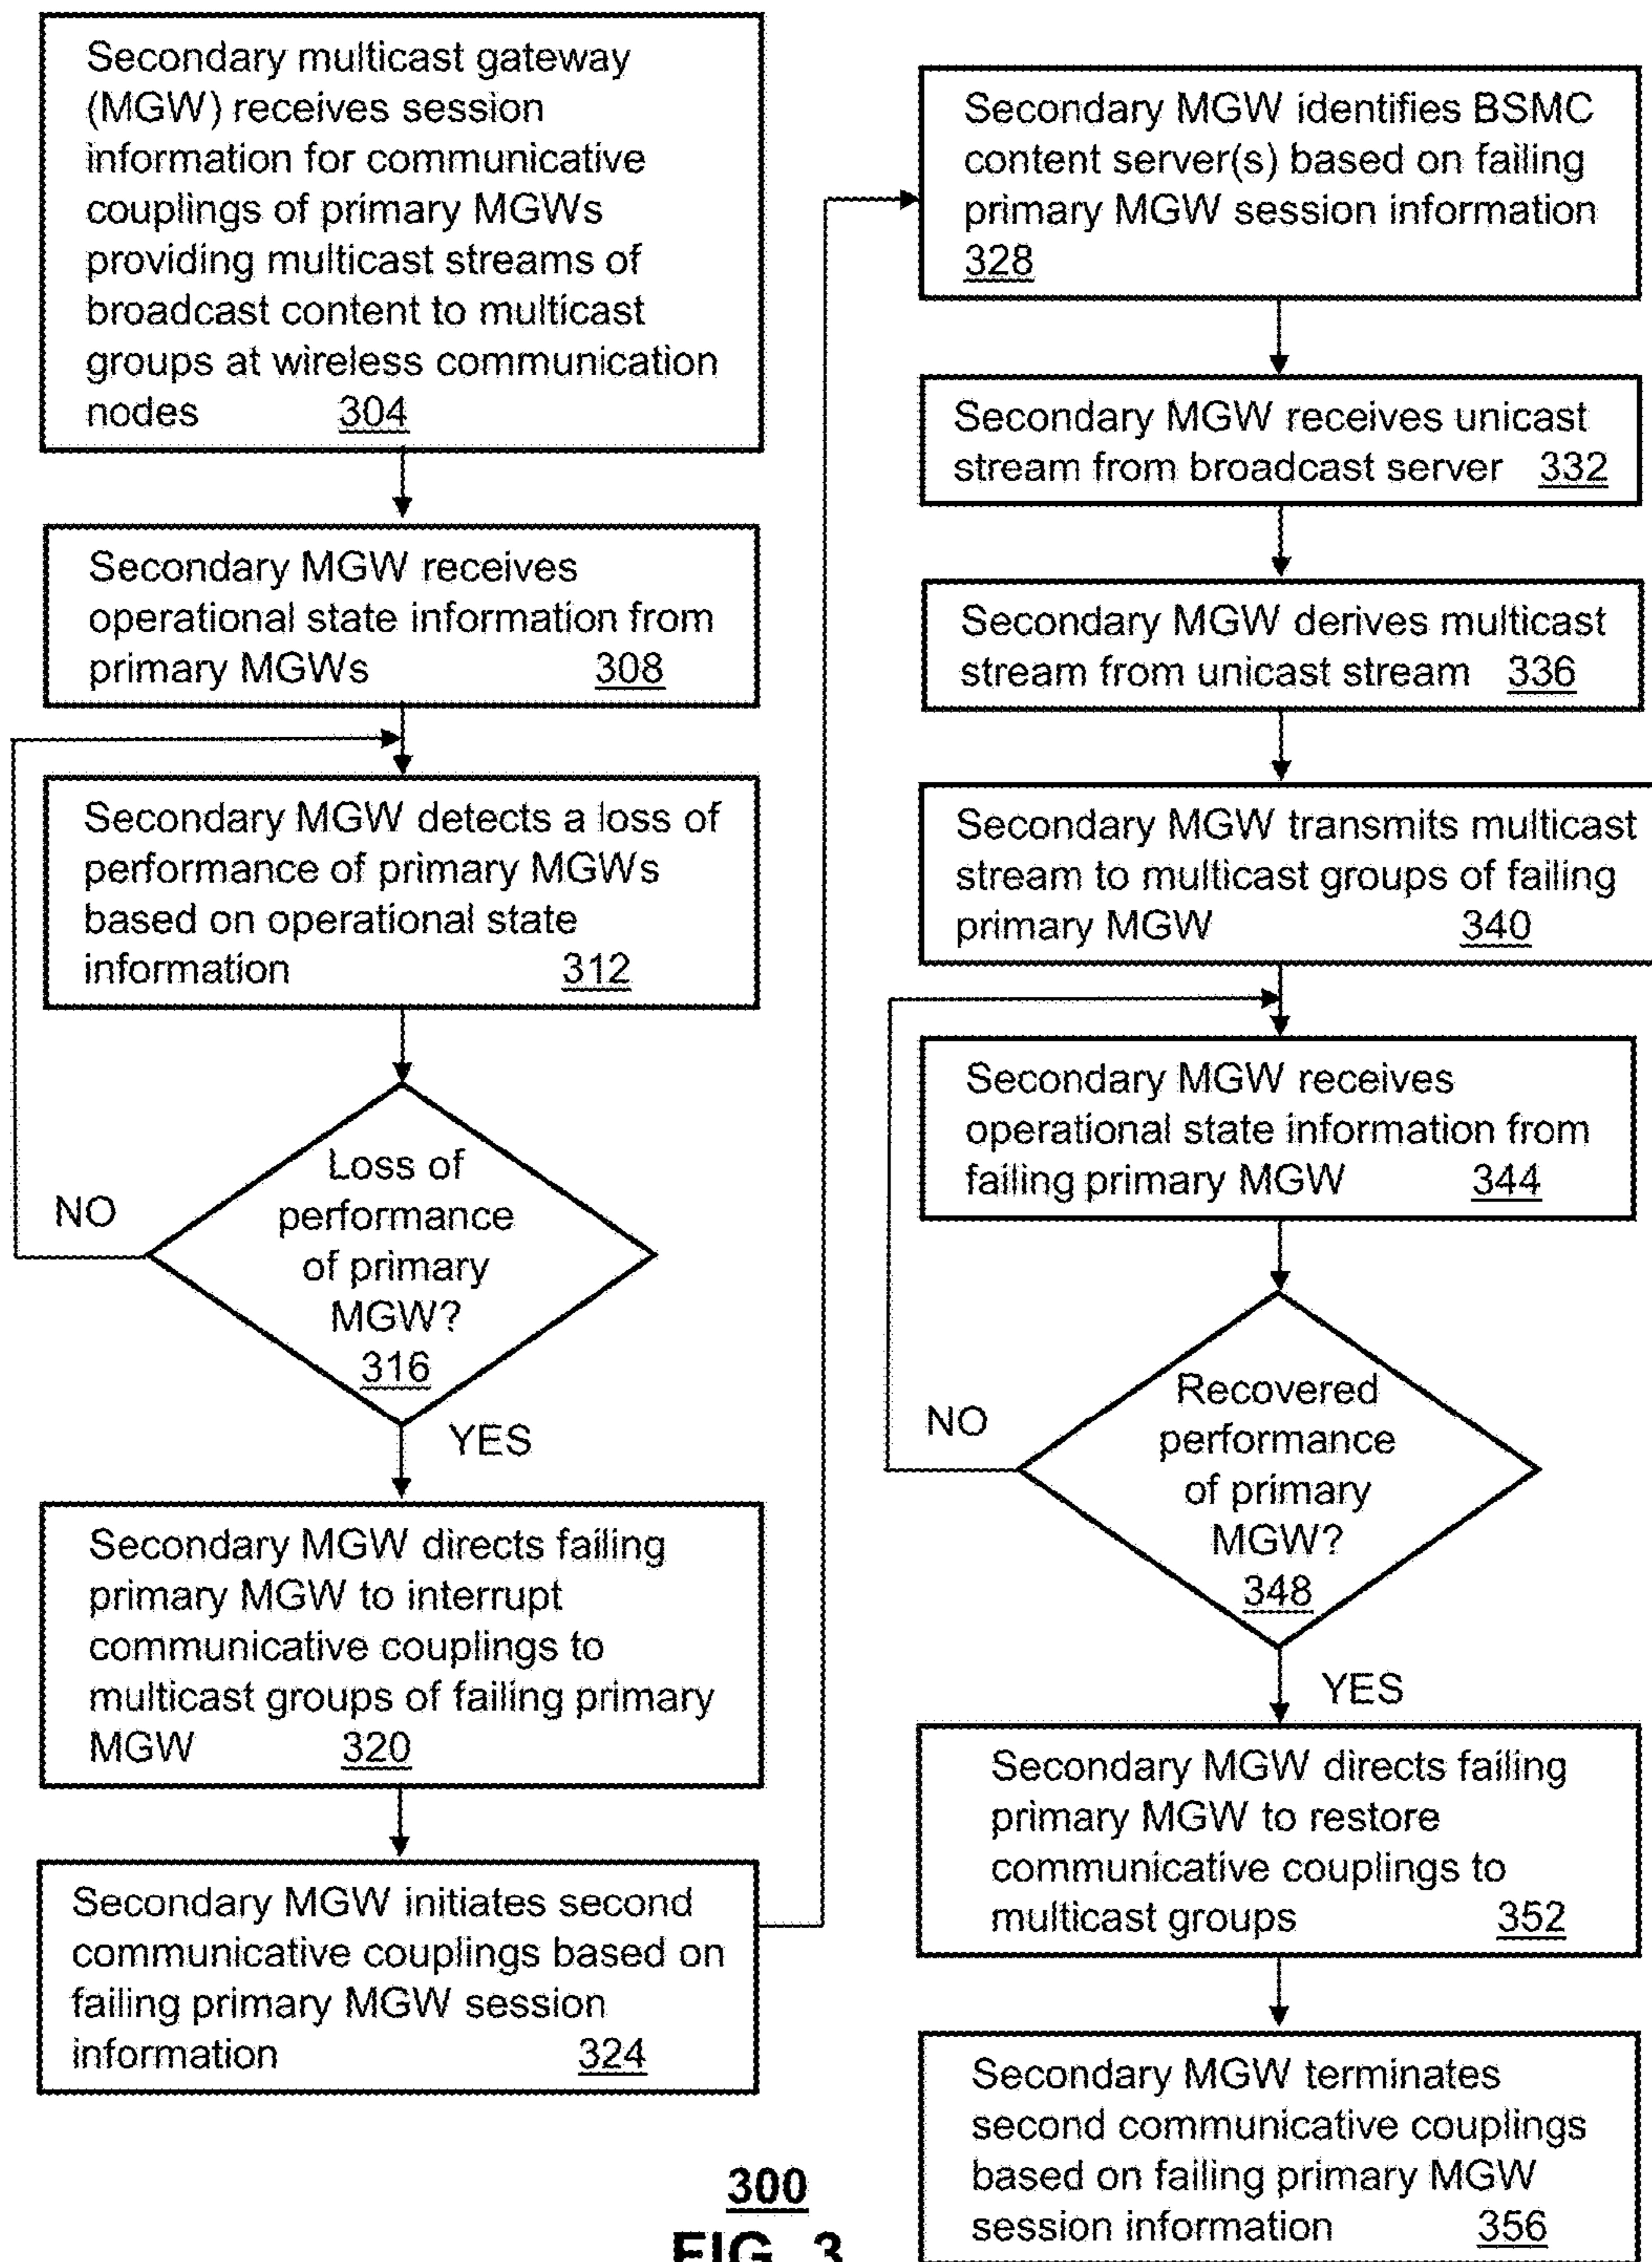 Secondary multicast gateway
(MGW) receives session
information for communicative
couplings of primary MGWs
providing multicast streams of
broadcast content to multicast
groups at wireless communication
nodes 304
Secondary MGW receives
operational state information from
primary MGWs 308
Secondary MGW detects a loss of
performance of primary MGWs
based on operational state
information 312
Loss of
performance
of primary
MGW?
316
NO
YES
Secondary MGW directs failing
primary MGW to interrupt
communicative couplings to
multicast groups of failing primary
MGW 320
Secondary MGW initiates second
communicative couplings based on
failing primary MGW session
information 324
Secondary MGW identifies BSMC
content server(s) based on failing
primary MGW session information
328
Secondary MGW receives unicast
stream from broadcast server 332
Secondary MGW derives multicast
stream from unicast stream 336
Secondary MGW transmits multicast
stream to multicast groups of failing
primary MGW 340
Secondary MGW receives
operational state information from
failing primary MGW 344
Recovered
performance
of primary
MGW?
348
NO
YES
Secondary MGW directs failing
primary MGW to restore
communicative couplings to
multicast groups 352
Secondary MGW terminates
second communicative couplings
based on failing primary MGW
session information 356
300
FIG. 3